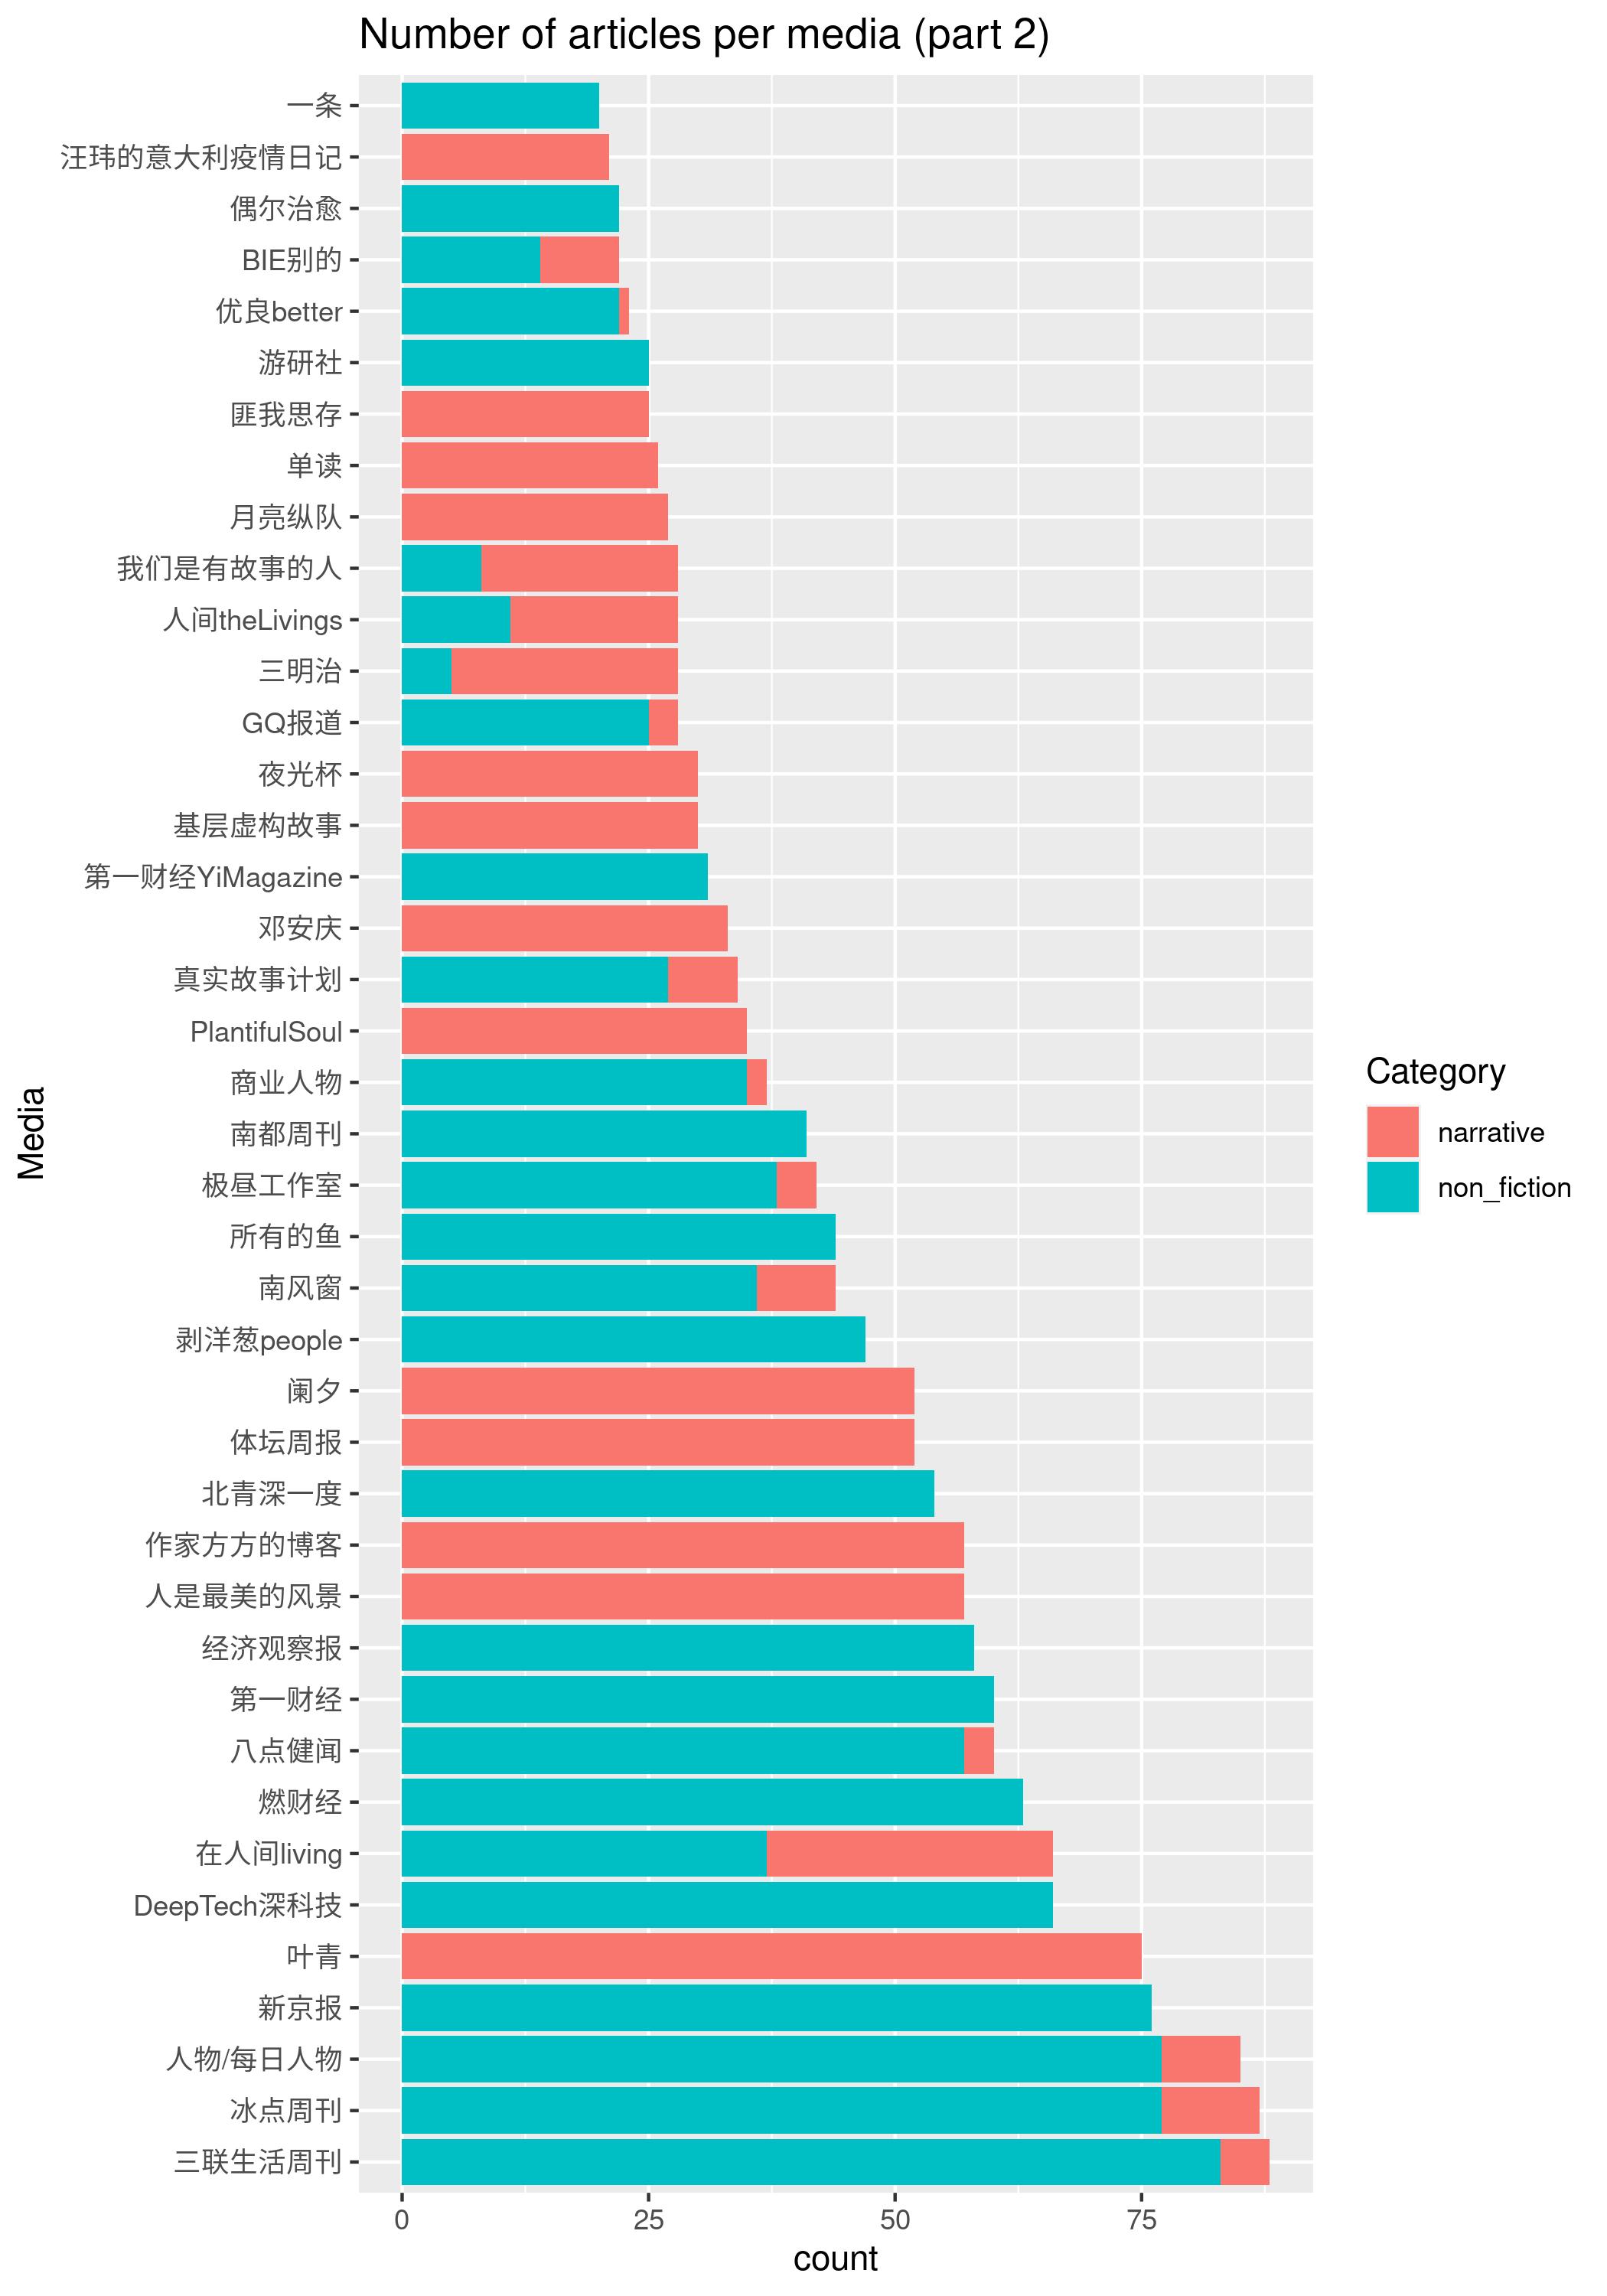 Number of articles per media (part 2)
Media
一条
汪玮的意大利疫情日记
偶尔治愈
BIE别的
优良better
游研社
匪我思存
单读
月亮纵队
我们是有故事的人
人间theLivings
三明治
GQ报道
夜光杯
基层虚构故事
第一财经YiMagazine
邓安庆
真实故事计划
PlantifulSoul
商业人物
南都周刊
极昼工作室
所有的鱼
南风窗
剥洋葱people
阑夕
体坛周报
北青深一度
作家方方的博客
人是最美的风景
经济观察报
第一财经
八点健闻
燃财经
在人间living
DeepTech深科技
叶青
新京报
人物/每日人物
冰点周刊
三联生活周刊
0 25 50 75
count
Category
narrative
non_fiction